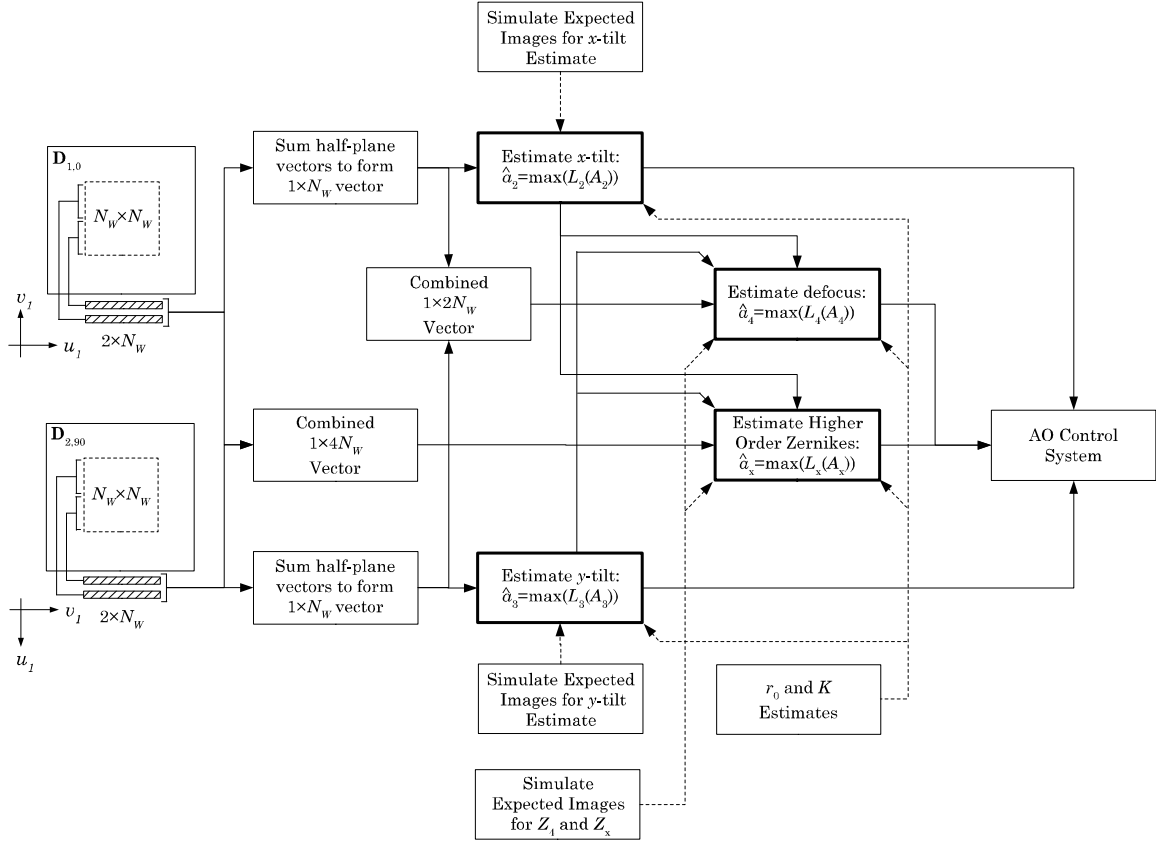 Simulate Expected
Images for x-tilt
Estimate
D1,0
NW×NW
v1
u1
2×NW
Sum half-plane
vectors to form
1×NW vector
Estimate x-tilt:
â2=max(L2(A2))
Combined
1×2NW
Vector
Estimate defocus:
â4=max(L4(A4))
D2,90
NW×NW
v1
2×NW
u1
Combined
1×4NW
Vector
Estimate Higher
Order Zernikes:
âx=max(Lx(Ax))
AO Control
System
Sum half-plane
vectors to form
1×NW vector
Estimate y-tilt:
â3=max(L3(A3))
Simulate Expected
Images for y-tilt
Estimate
r0 and K
Estimates
Simulate
Expected Images
for Z4 and Zx